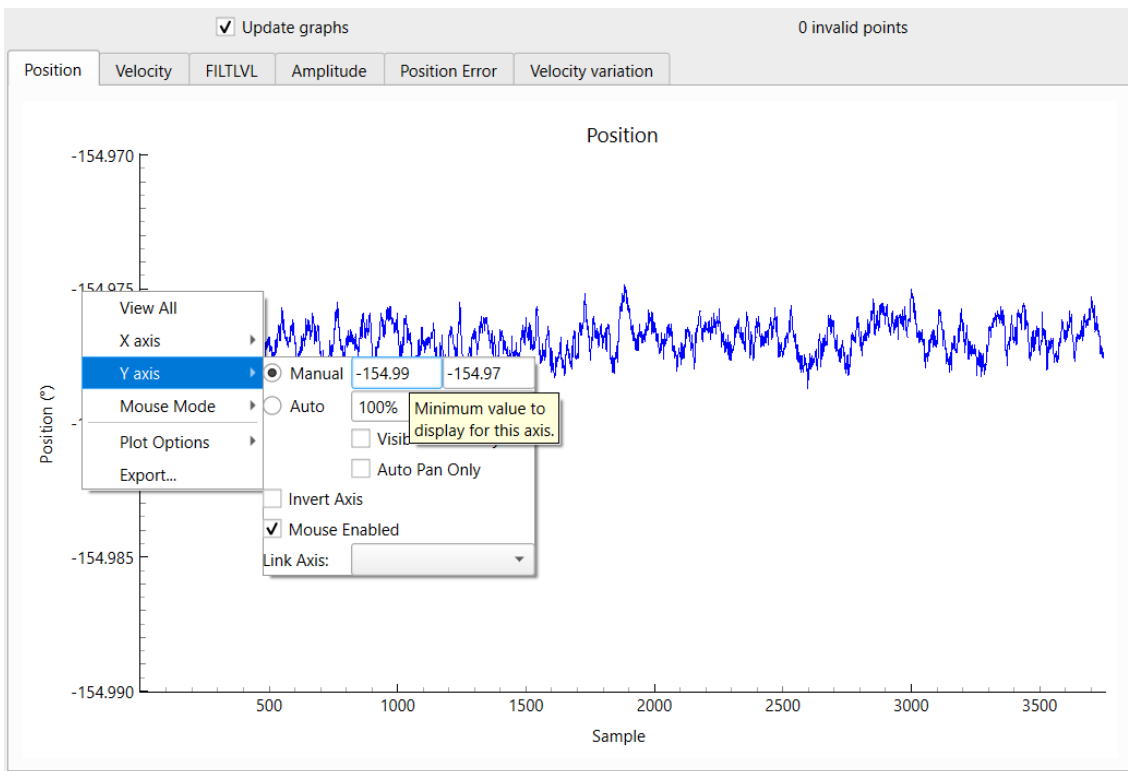 Update graphs
0 invalid points
Position Velocity FILTLVL Amplitude Position Error Velocity variation
Position
-154.970
-154.975
View All
X axis
Y axis
Mouse Mode
Plot Options
Export...
Manual -154.99 -154.97
Auto 100%
Minimum value to
display for this axis.
Auto Pan Only
Invert Axis
Mouse Enabled
Link Axis:
Position (°)
-154.985
-154.990
500 1000 1500 2000 2500 3000 3500
Sample